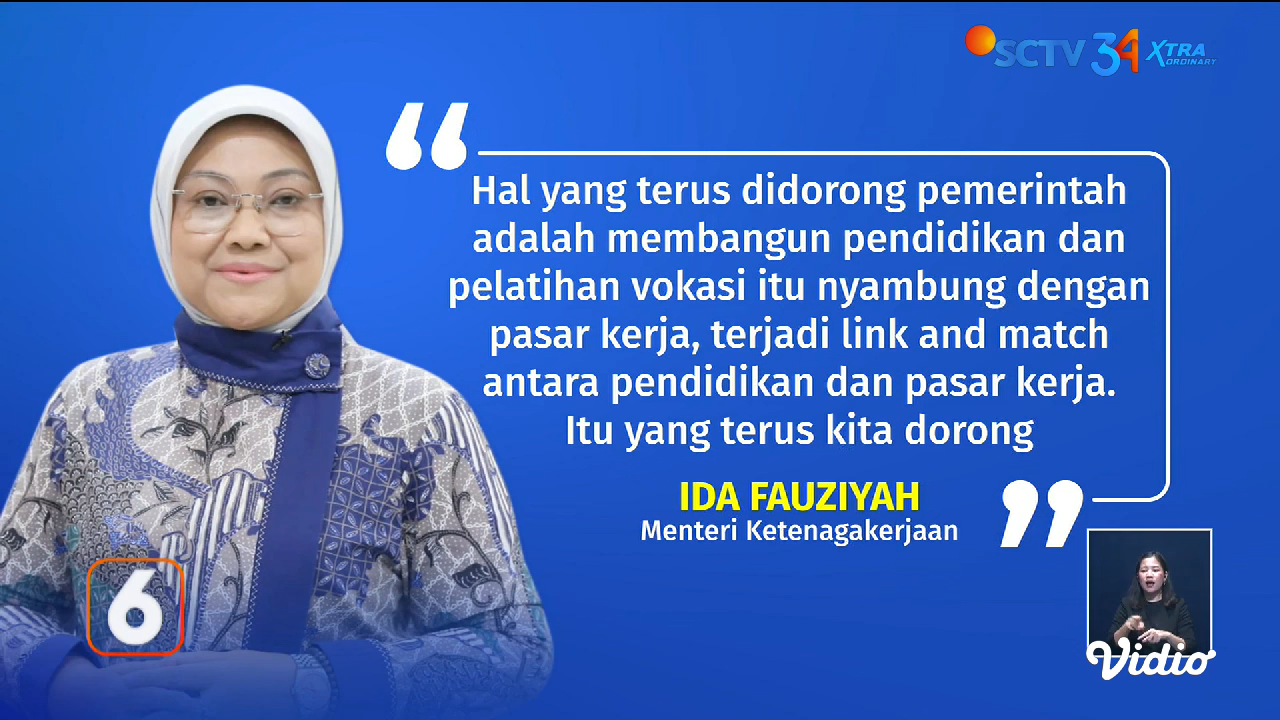 SCTV 34 XTRA
ORDINARY
Hal yang terus didorong pemerintah
adalah membangun pendidikan dan
pelatihan vokasi itu nyambung dengan
pasar kerja, terjadi link and match
antara pendidikan dan pasar kerja.
Itu yang terus kita dorong
IDA FAUZIYAH
Menteri Ketenagakerjaan
6
Vidio